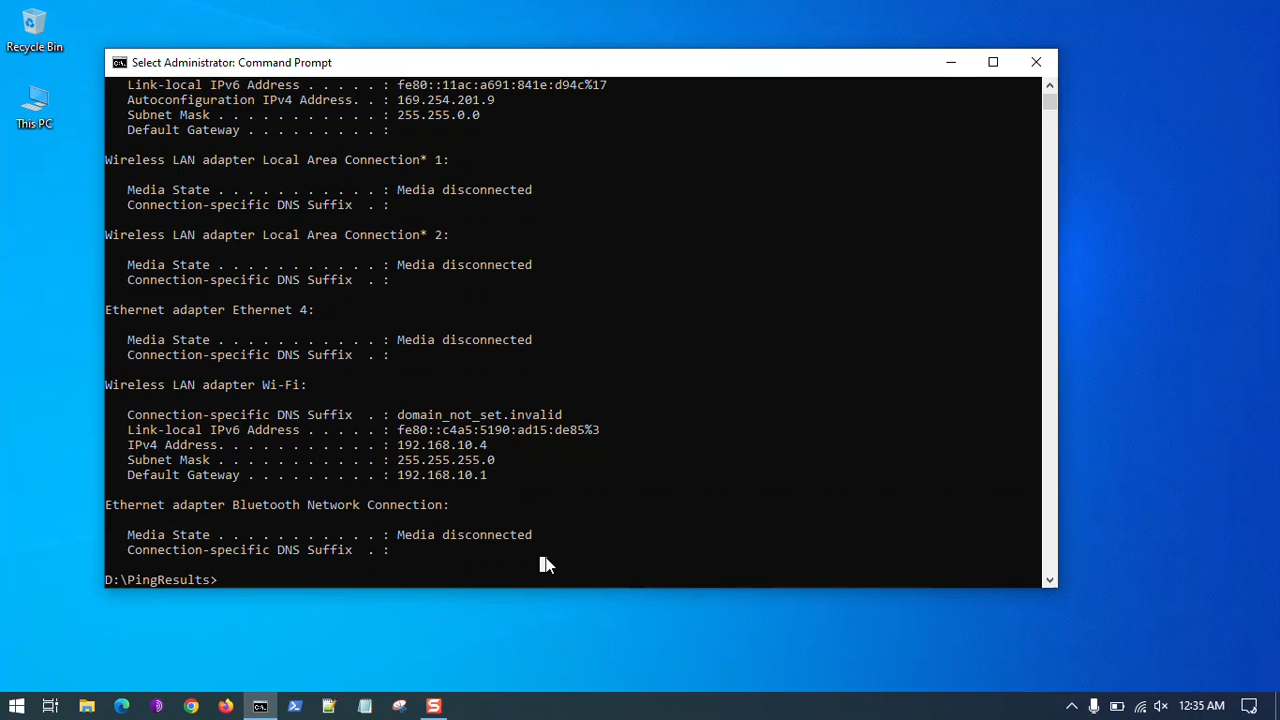 Recycle Bin
This PC
Select Administrator: Command Prompt
Link-local IPv6 Address . . . . . : fe80::11ac:a691:841e:d94c%17
Autoconfiguration IPv4 Address. . : 169.254.201.9
Subnet Mask . . . . . . . . . . . : 255.255.0.0
Default Gateway . . . . . . . . . :
Wireless LAN adapter Local Area Connection* 1:
Media State . . . . . . . . . . . : Media disconnected
Connection-specific DNS Suffix  . :
Wireless LAN adapter Local Area Connection* 2:
Media State . . . . . . . . . . . : Media disconnected
Connection-specific DNS Suffix  . :
Ethernet adapter Ethernet 4:
Media State . . . . . . . . . . . : Media disconnected
Connection-specific DNS Suffix  . :
Wireless LAN adapter Wi-Fi:
Connection-specific DNS Suffix  . : domain_not_set.invalid
Link-local IPv6 Address . . . . . : fe80::c4a5:5190:ad15:de85%3
IPv4 Address. . . . . . . . . . . : 192.168.10.4
Subnet Mask . . . . . . . . . . . : 255.255.255.0
Default Gateway . . . . . . . . . : 192.168.10.1
Ethernet adapter Bluetooth Network Connection:
Media State . . . . . . . . . . . : Media disconnected
Connection-specific DNS Suffix  . :
D:\PingResults>
12:35 AM